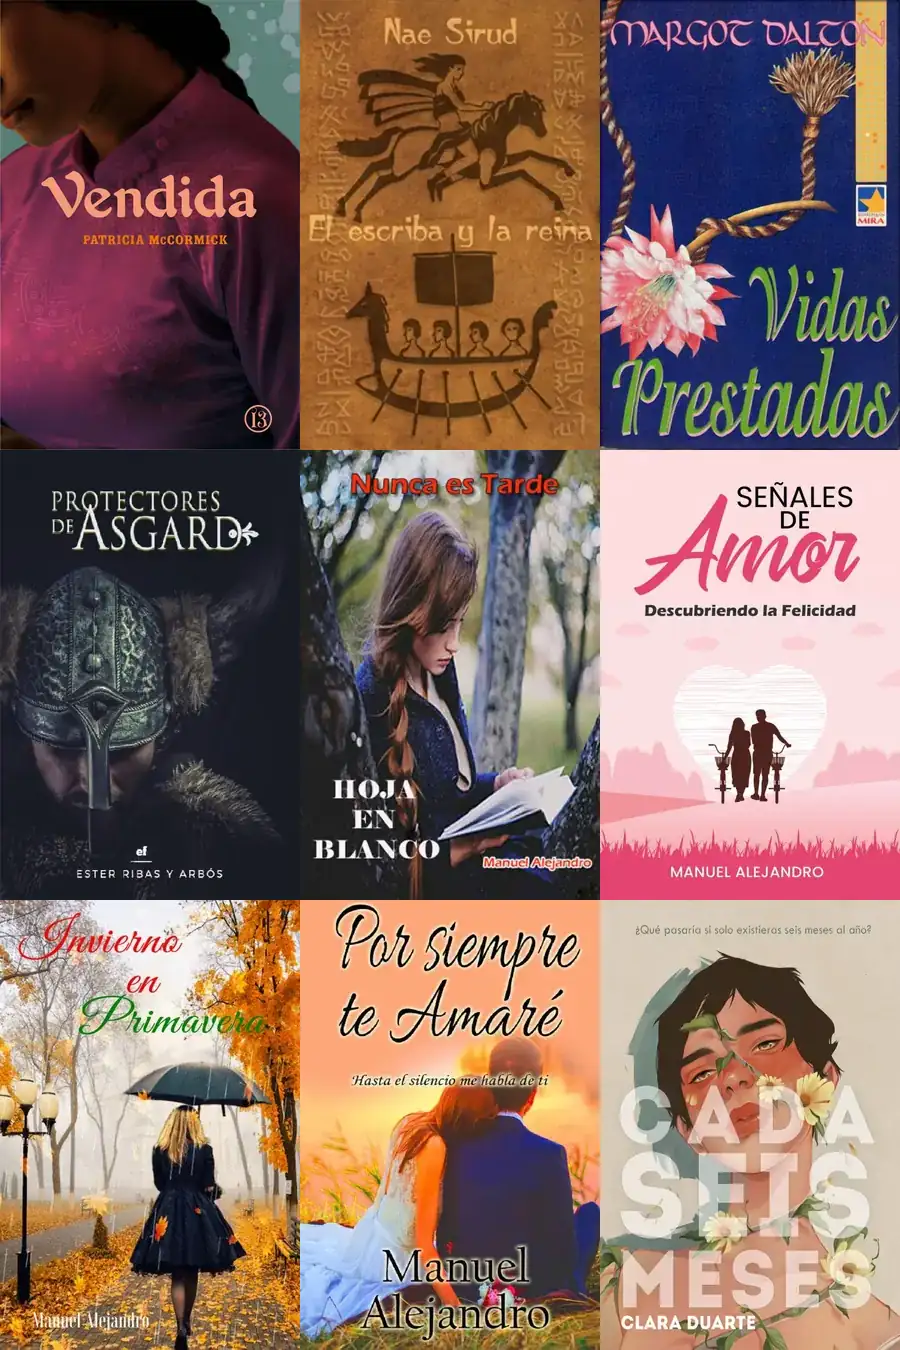 Vendida
PATRICIA McCORMICK
13
Nae Sirud
El escriba y la reina
MARGOT DALTON
MIRA
Vidas
Prestadas
PROTECTORES
DE ASGARD
ef
ESTER RIBAS Y ARBÓS
Nunca es Tarde
HOJA
EN
BLANCO
Manuel Alejandro
SEÑALES
DE
Amor
Descubriendo la Felicidad
MANUEL ALEJANDRO
Invierno
en
Primavera
Manuel Alejandro
Por siempre
te Amaré
Hasta el silencio me habla de ti
Manuel
Alejandro
¿Qué pasaría si solo existieras seis meses al año?
CADA
SEIS
MESES
CLARA DUARTE